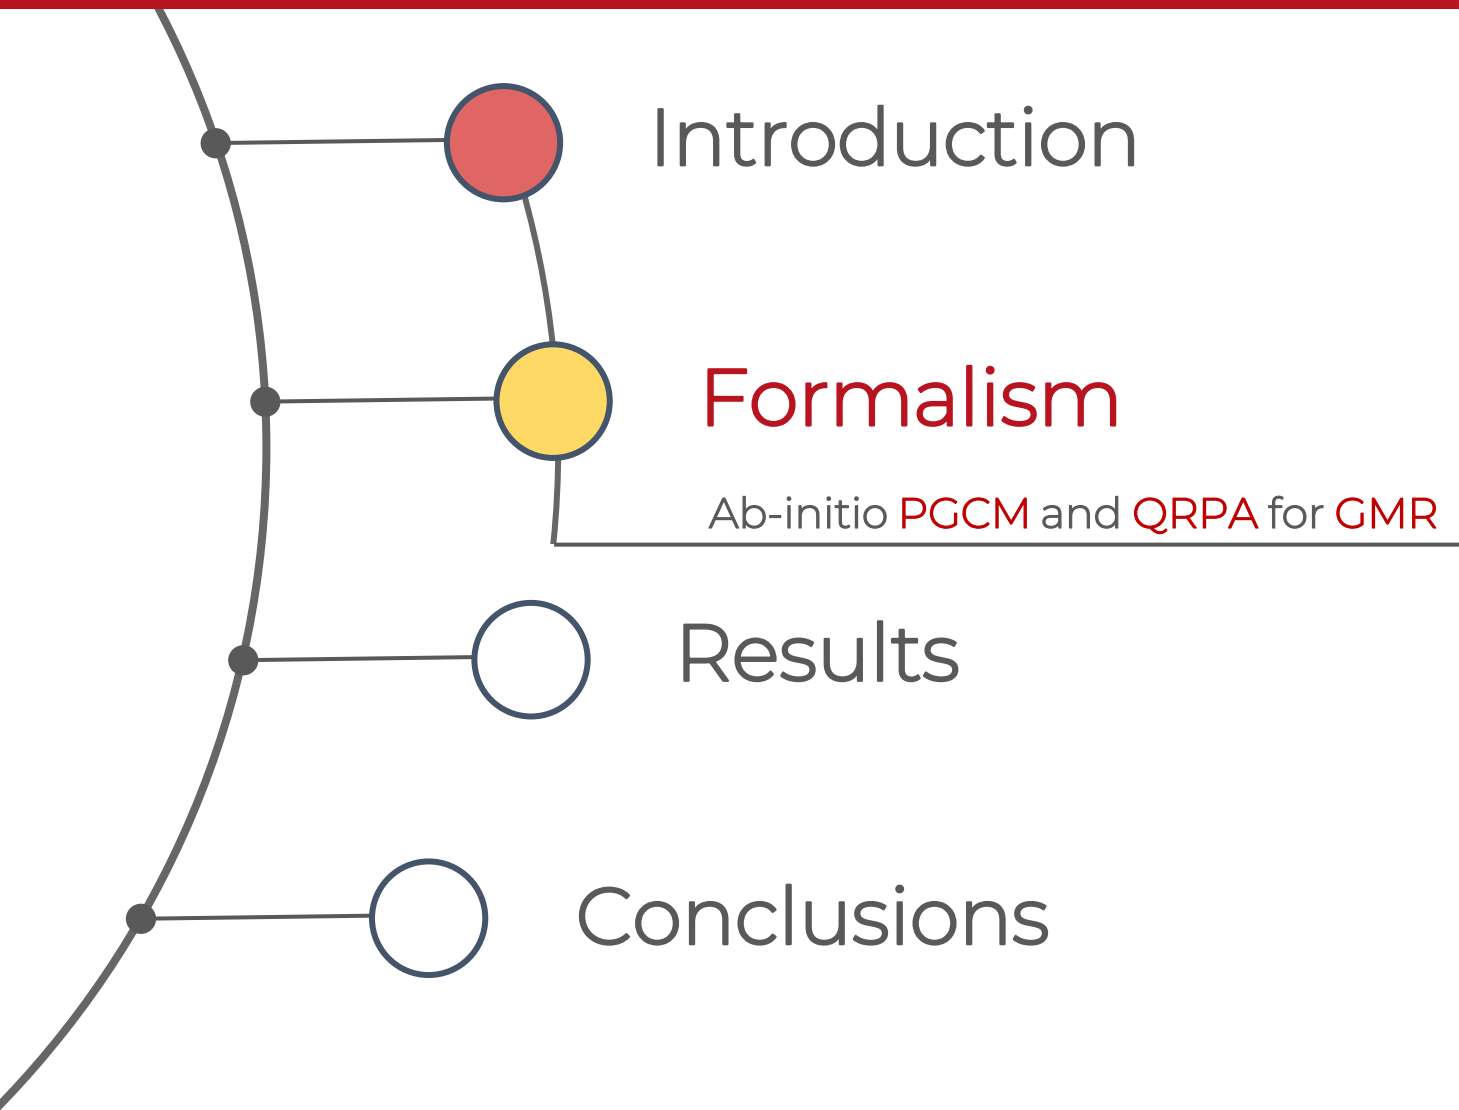 Introduction
Formalism
Ab-initio PGCM and QRPA for GMR
Results
Conclusions